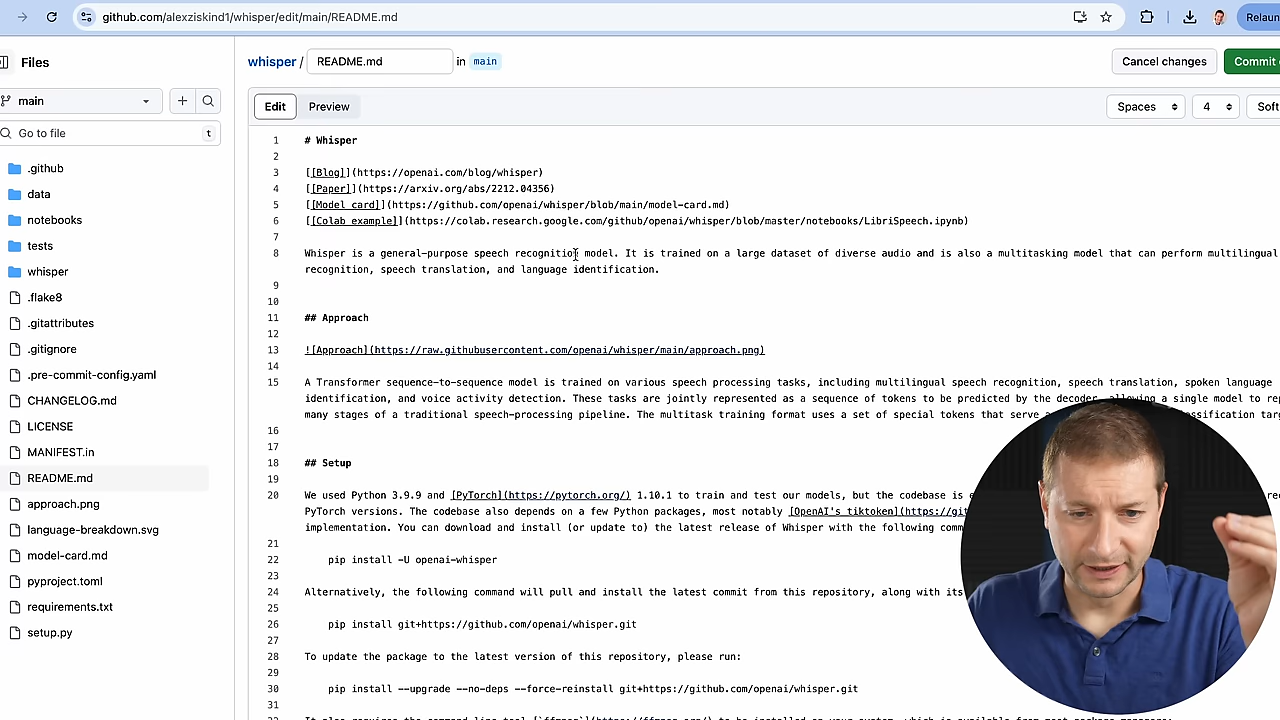 github.com/alexziskind1/whisper/edit/main/README.md
Relaun
Files
main
Go to file
t
.github
data
notebooks
tests
whisper
.flake8
.gitattributes
.gitignore
.pre-commit-config.yaml
CHANGELOG.md
LICENSE
MANIFEST.in
README.md
approach.png
language-breakdown.svg
model-card.md
pyproject.toml
requirements.txt
setup.py
whisper / README.md in main
Cancel changes
Commit
Edit Preview
Spaces 4 Soft
1 # Whisper
2
3 [[Blog]](https://openai.com/blog/whisper)
4 [[Paper]](https://arxiv.org/abs/2212.04356)
5 [[Model card]](https://github.com/openai/whisper/blob/main/model-card.md)
6 [[Colab example]](https://colab.research.google.com/github/openai/whisper/blob/master/notebooks/LibriSpeech.ipynb)
7
8 Whisper is a general-purpose speech recognition model. It is trained on a large dataset of diverse audio and is also a multitasking model that can perform multilingual
recognition, speech translation, and language identification.
9
10
11 ## Approach
12
13 ![Approach](https://raw.githubusercontent.com/openai/whisper/main/approach.png)
14
15 A Transformer sequence-to-sequence model is trained on various speech processing tasks, including multilingual speech recognition, speech translation, spoken language
identification, and voice activity detection. These tasks are jointly represented as a sequence of tokens to be predicted by the decoder, allowing a single model to rep
many stages of a traditional speech-processing pipeline. The multitask training format uses a set of special tokens that serve
16
17
18 ## Setup
19
20 We used Python 3.9.9 and [PyTorch](https://pytorch.org/) 1.10.1 to train and test our models, but the codebase is e
PyTorch versions. The codebase also depends on a few Python packages, most notably [OpenAI's tiktoken](https://git
implementation. You can download and install (or update to) the latest release of Whisper with the following comm
21
22 pip install -U openai-whisper
23
24 Alternatively, the following command will pull and install the latest commit from this repository, along with its
25
26 pip install git+https://github.com/openai/whisper.git
27
28 To update the package to the latest version of this repository, please run:
29
30 pip install --upgrade --no-deps --force-reinstall git+https://github.com/openai/whisper.git
31